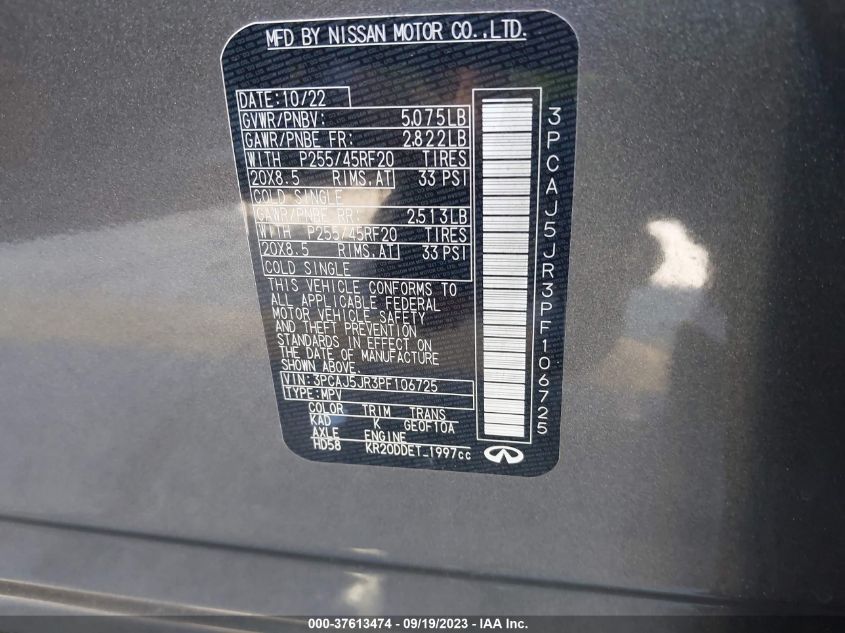 MFD BY NISSAN MOTOR CO.,LTD.
DATE:10/22
GVWR/PNBV: 5,075LB
GAWR/PNBE FR: 2,822LB
WITH P255/45RF20 TIRES
20X8.5 RIMS,AT 33 PSI
COLD SINGLE
GAWR/PNBE RR: 2,513LB
WITH P255/45RF20 TIRES
20X8.5 RIMS,AT 33 PSI
COLD SINGLE
THIS VEHICLE CONFORMS TO
ALL APPLICABLE FEDERAL
MOTOR VEHICLE SAFETY
AND THEFT PREVENTION
STANDARDS IN EFFECT ON
THE DATE OF MANUFACTURE
SHOWN ABOVE.
VIN:3PCAJ5JR3PF106725
TYPE:MPV
COLOR TRIM TRANS
KAD K GE0F10A
AXLE ENGINE
HD58 KR20DDET 1997cc
3PCAJ5JR3PF106725
000-37613474 - 09/19/2023 - IAA Inc.